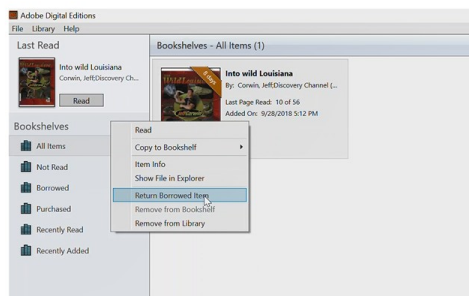 Adobe Digital Editions
File Library Help
Last Read
Into wild Louisiana
Corwin, Jeff;Discovery Ch...
Read
Bookshelves
All Items
Not Read
Borrowed
Purchased
Recently Read
Recently Added
Bookshelves - All Items (1)
Into wild Louisiana
By: Corwin, Jeff;Discovery Channel (...
Last Page Read: 10 of 56
Added On: 9/28/2018 5:12 PM
Read
Copy to Bookshelf
Item Info
Show File in Explorer
Return Borrowed Item
Remove from Bookshelf
Remove from Library